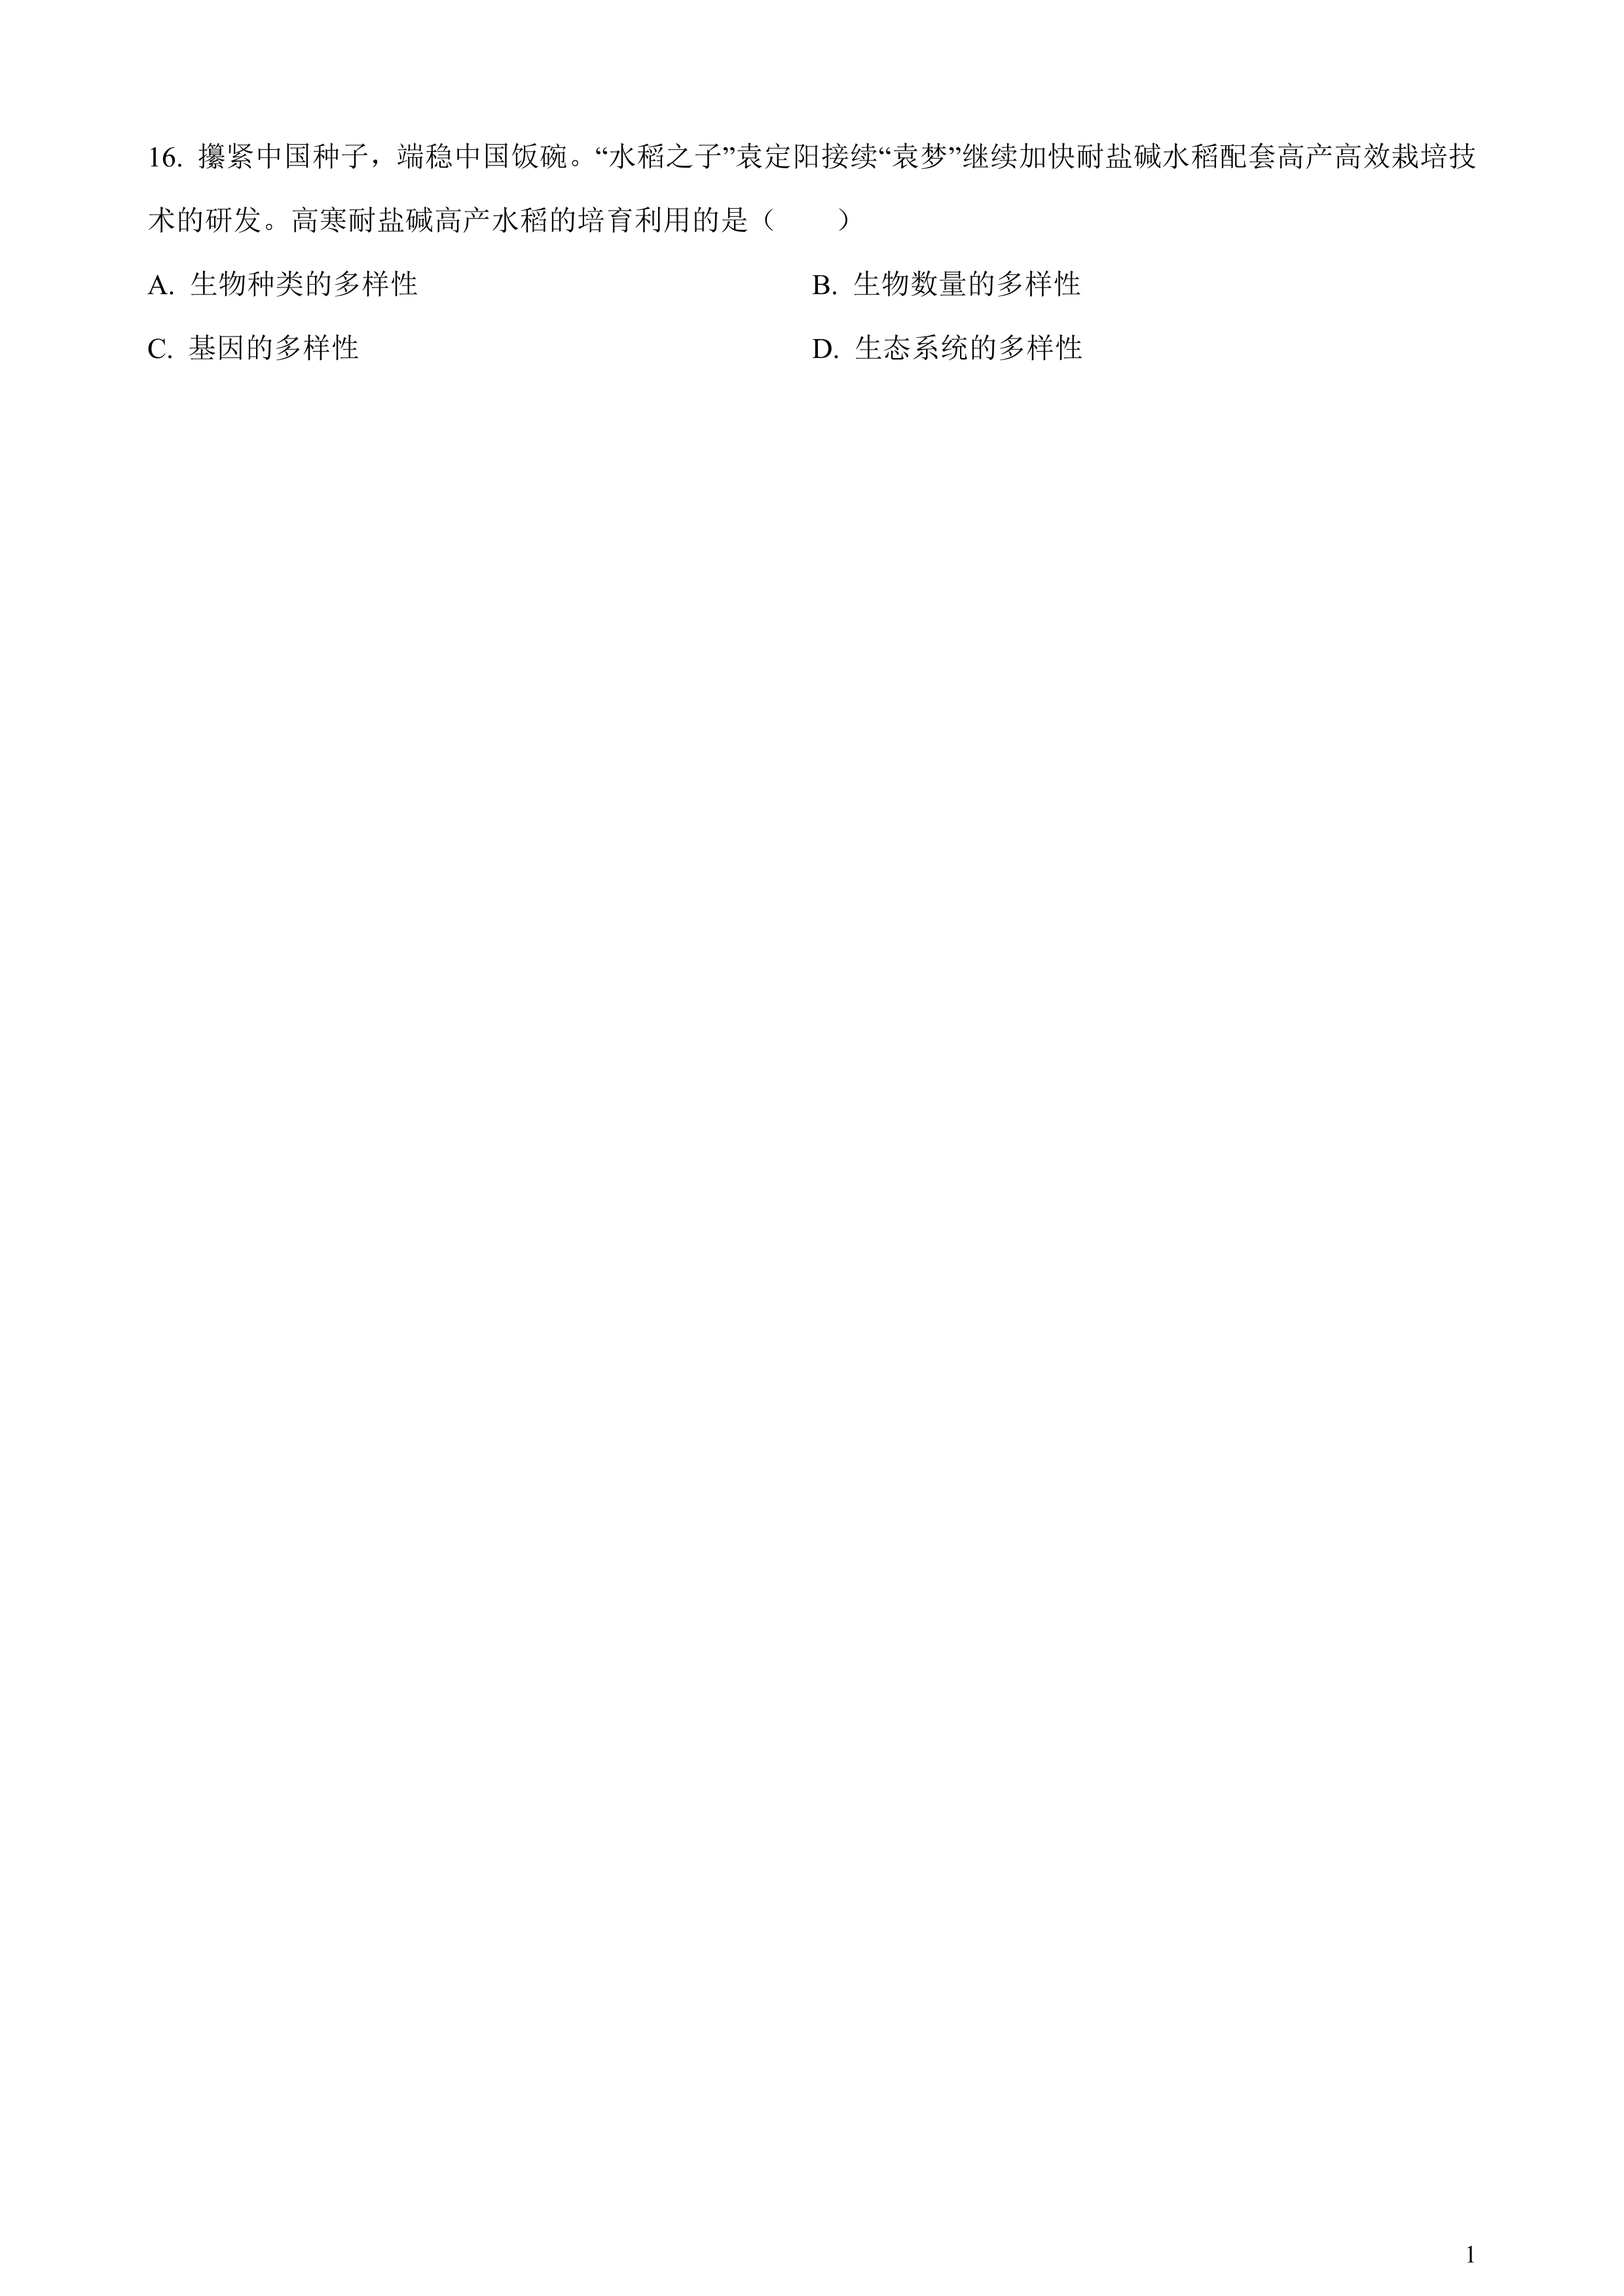 16. 攥紧中国种子，端稳中国饭碗。“水稻之子”袁定阳接续“袁梦”继续加快耐盐碱水稻配套高产高效栽培技
术的研发。高寒耐盐碱高产水稻的培育利用的是（　　）
A. 生物种类的多样性 B. 生物数量的多样性
C. 基因的多样性 D. 生态系统的多样性
1